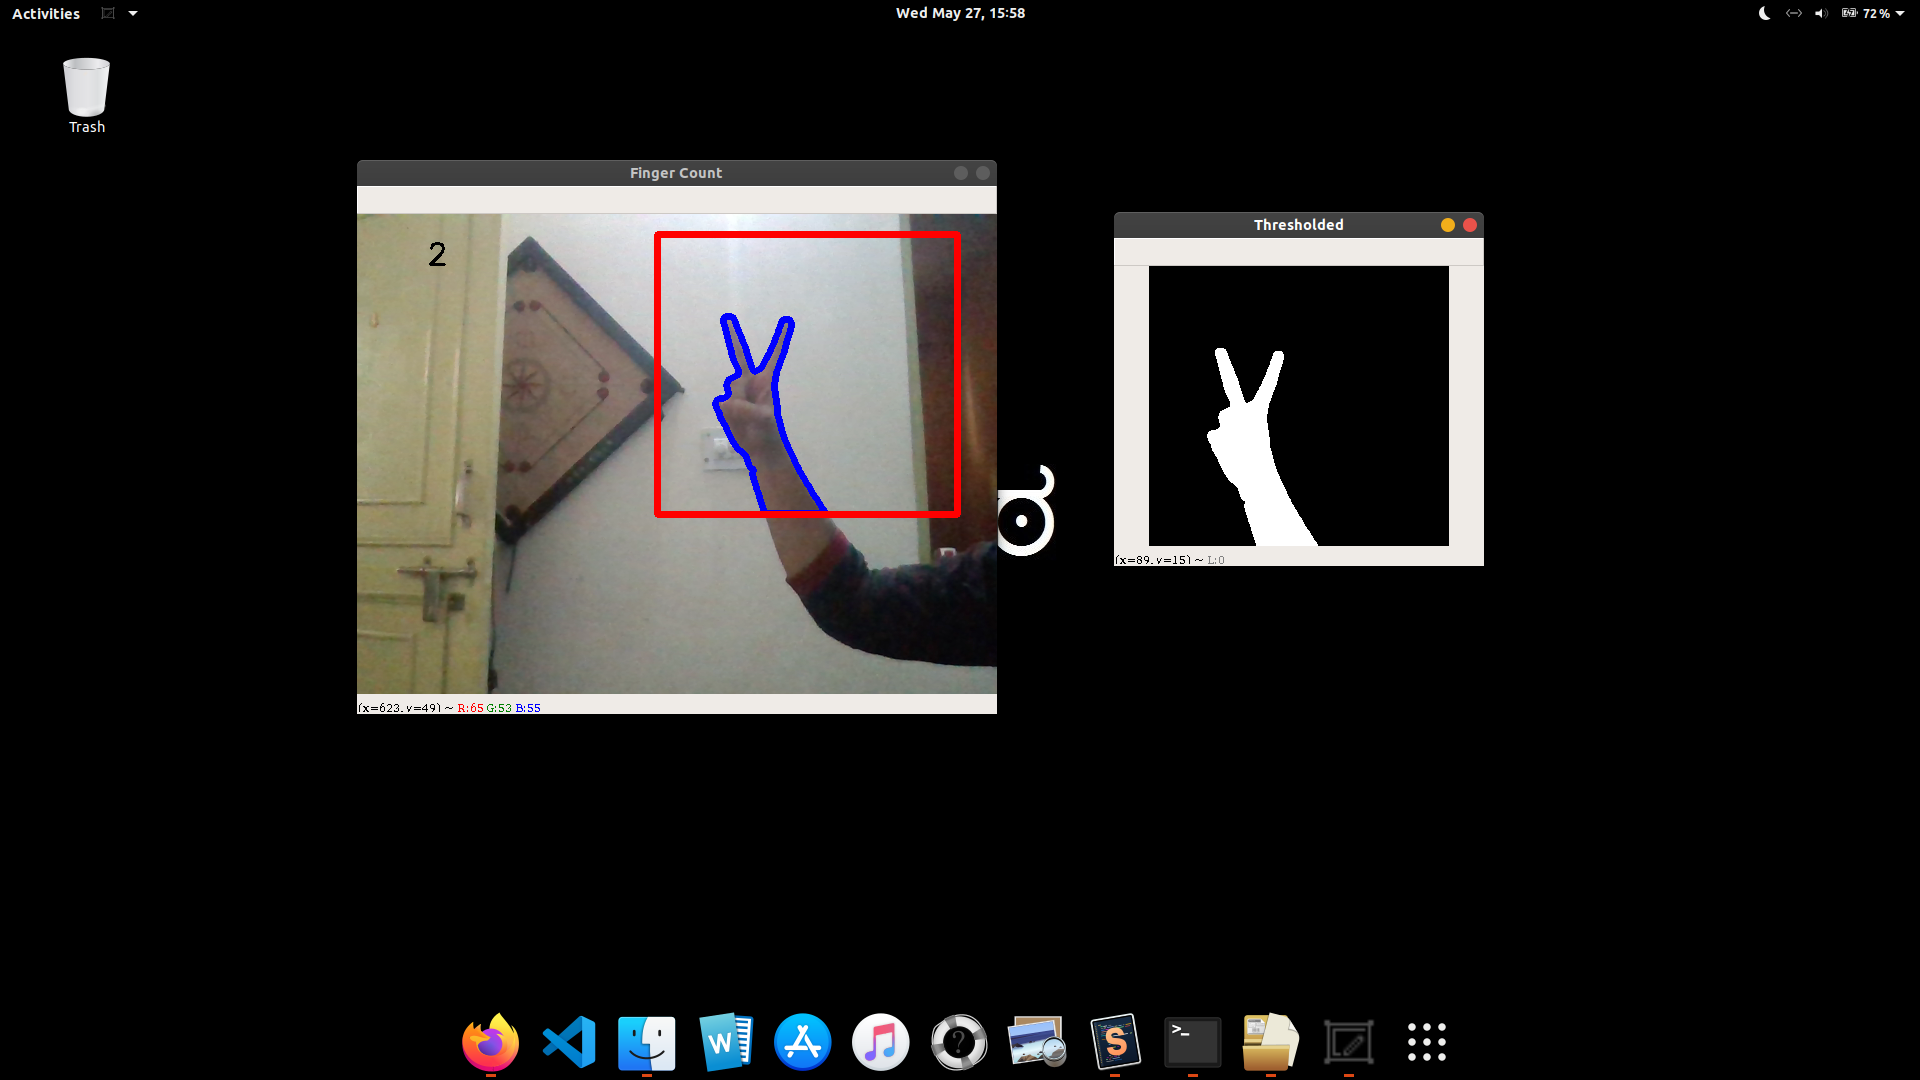 Activities
Wed May 27, 15:58
72 %
Trash
Finger Count
2
(x=623, y=49) ~ R:65 G:53 B:55
Thresholded
(x=89, y=15) ~ L:0
W
?
S
>_